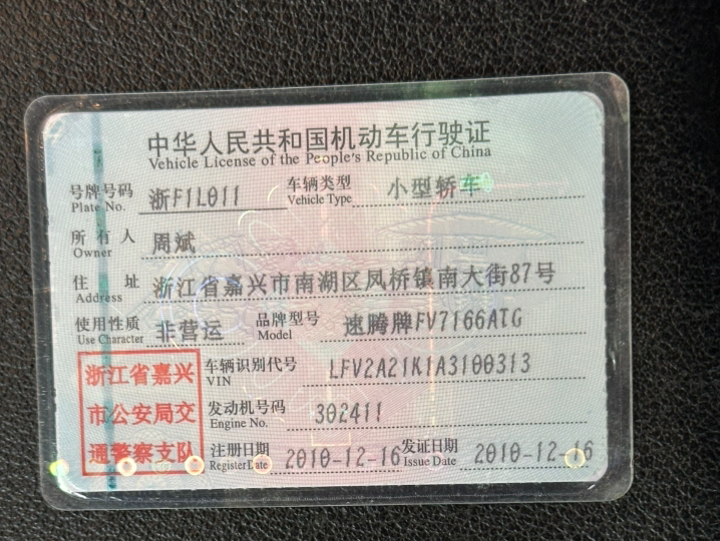 中华人民共和国机动车行驶证
Vehicle License of the People's Republic of China
号牌号码 浙F1L011 车辆类型 小型轿车
Plate No. Vehicle Type
所有人 周斌
Owner
住址 浙江省嘉兴市南湖区凤桥镇南大街87号
Address
使用性质 非营运 品牌型号 速腾牌FV7166ATG
Use Character Model
浙江省嘉兴 车辆识别代号 LFV2A21K1A3100313
VIN
市公安局交 发动机号码 302411
Engine No.
通警察支队 注册日期 2010-12-16 发证日期 2010-12-16
Register Date Issue Date